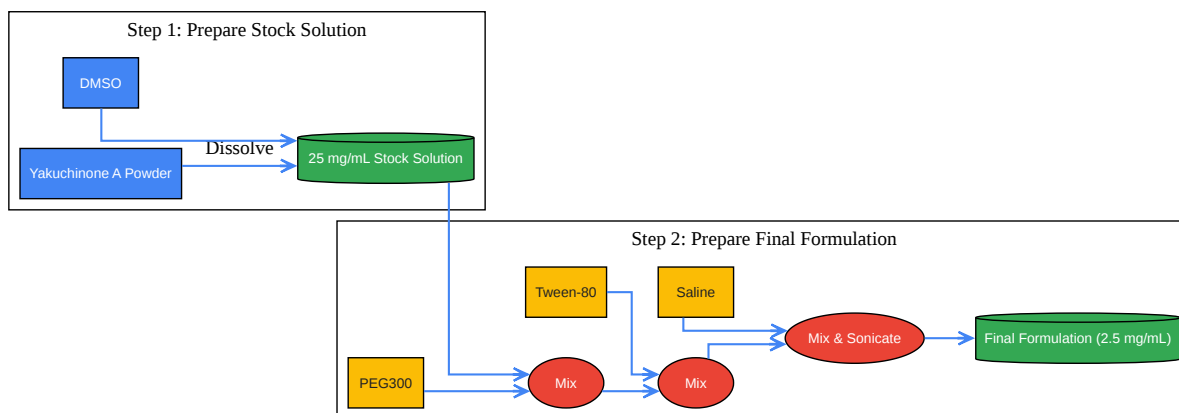 Step 1: Prepare Stock Solution
DMSO
Dissolve
Yakuchinone A Powder
25 mg/mL Stock Solution
Step 2: Prepare Final Formulation
Tween-80
Saline
Mix & Sonicate
Final Formulation (2.5 mg/mL)
PEG300
Mix
Mix